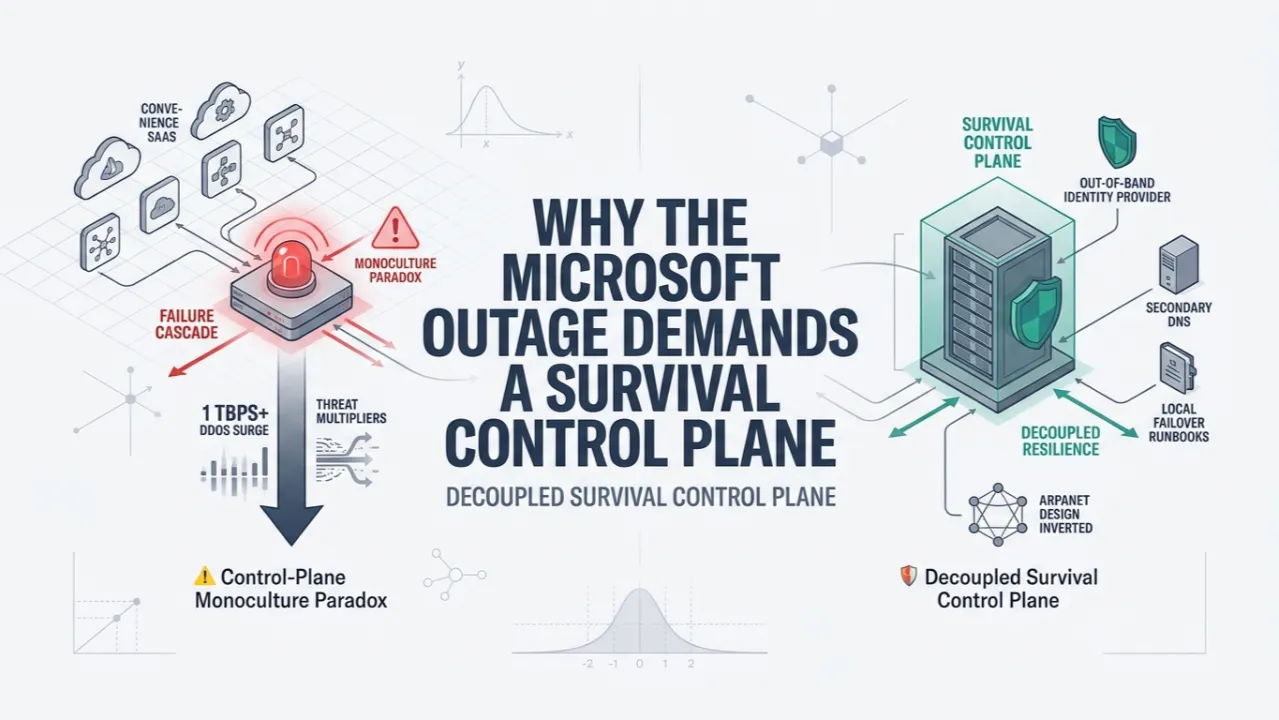 CONVE-
NIENCE
SAAS
MONOCULTURE
PARADOX
FAILURE
CASCADE
1 TBPS+
DDOS SURGE
THREAT
MULTIPLIERS
⚠️ Control-Plane
Monoculture Paradox
y
x
x
WHY THE
MICROSOFT
OUTAGE DEMANDS
A SURVIVAL
CONTROL PLANE
DECOUPLED SURVIVAL CONTROL PLANE
-2 -1 0 1 2
SURVIVAL
CONTROL
PLANE
OUT-OF-BAND
IDENTITY PROVIDER
SECONDARY
DNS
LOCAL
FAILOVER
RUNBOOKS
DECOUPLED
RESILIENCE
ARPANET
DESIGN
INVERTED
Decoupled Survival
Control Plane